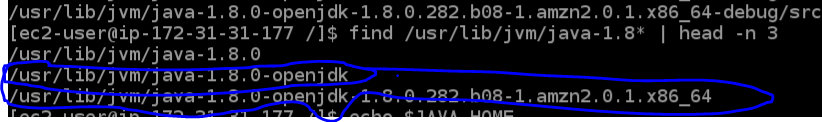 /usr/lib/jvm/java-1.8.0-openjdk-1.8.0.282.b08-1.amzn2.0.1.x86_64-debug/src
[ec2-user@ip-172-31-31-177 /]$ find /usr/lib/jvm/java-1.8* | head -n 3
/usr/lib/jvm/java-1.8.0
/usr/lib/jvm/java-1.8.0-openjdk
/usr/lib/jvm/java-1.8.0-openjdk-1.8.0.282.b08-1.amzn2.0.1.x86_64
[ec2-user@ip-172-31-31-177 /]$ echo $JAVA_HOME